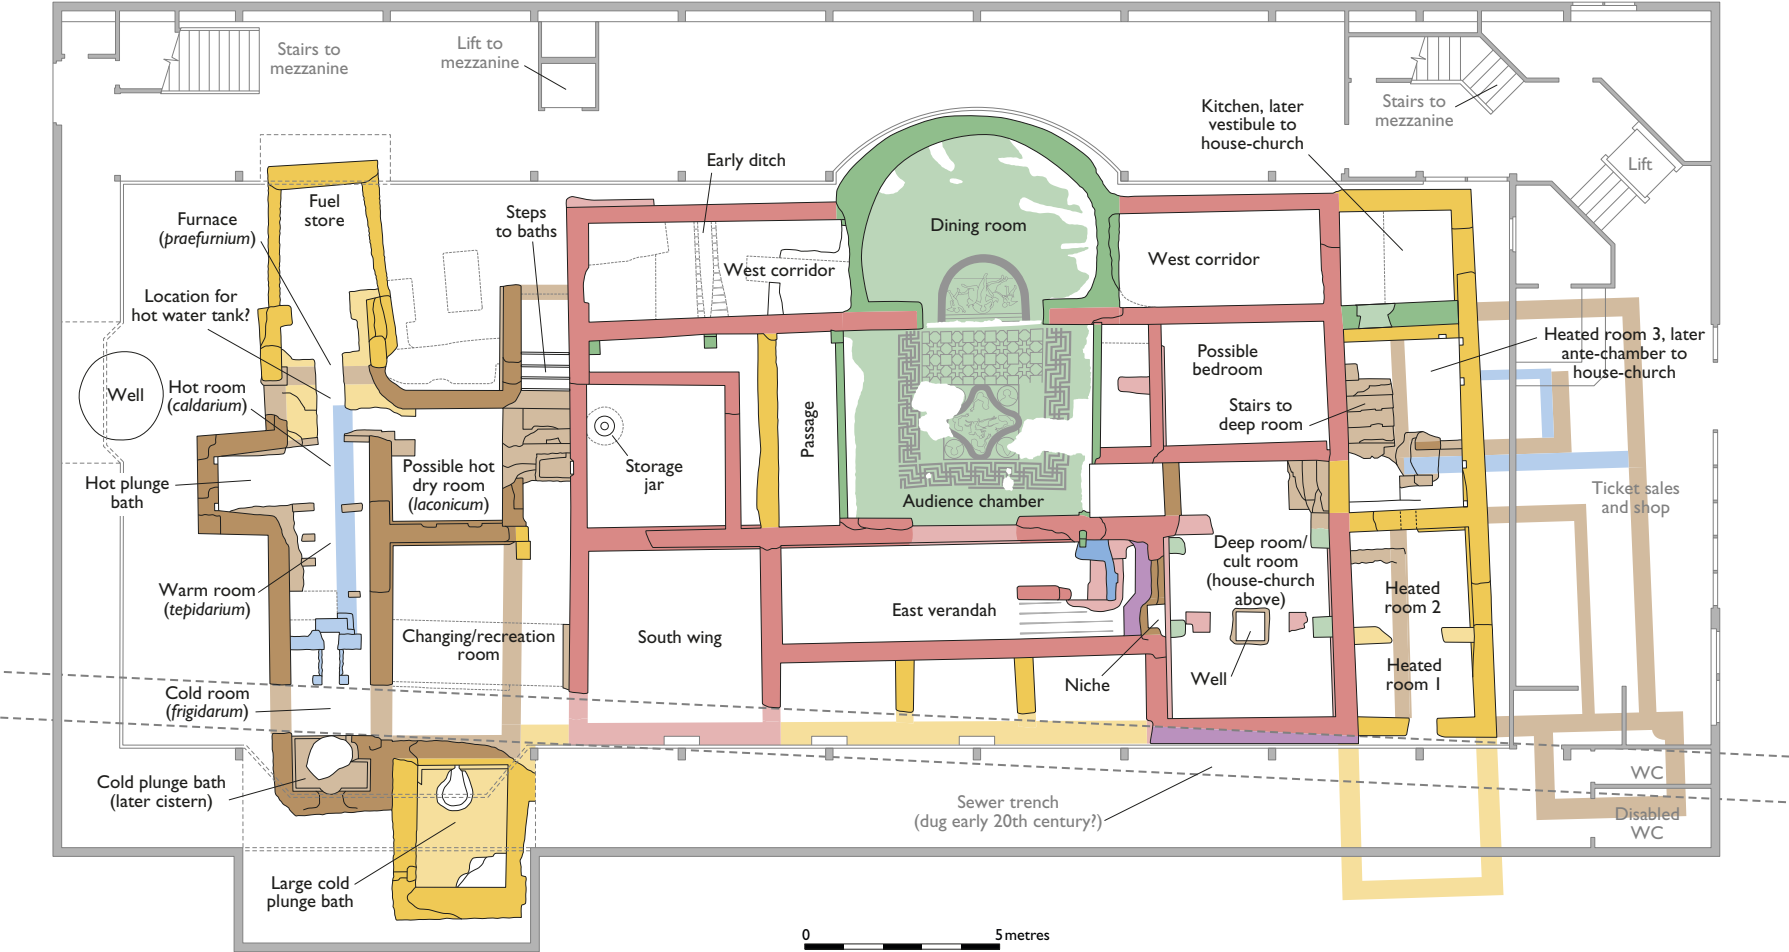 Stairs to
mezzanine
Lift to
mezzanine
Kitchen, later
vestibule to
house-church
Stairs to
mezzanine
Lift
Early ditch
Fuel
store
Furnace
(praefurnium)
Steps
to baths
Dining room
West corridor
West corridor
Location for
hot water tank?
Heated room 3, later
ante-chamber to
house-church
Possible
bedroom
Well
Hot room
(caldarium)
Passage
Stairs to
deep room
Storage
jar
Possible hot
dry room
(laconicum)
Hot plunge
bath
Audience chamber
Ticket sales
and shop
Deep room/
cult room
(house-church
above)
Warm room
(tepidarium)
Heated
room 2
East verandah
Changing/recreation
room
South wing
Heated
room 1
Niche
Well
Cold room
(frigidarum)
Cold plunge bath
(later cistern)
Sewer trench
(dug early 20th century?)
WC
Disabled
WC
Large cold
plunge bath
0 5 metres